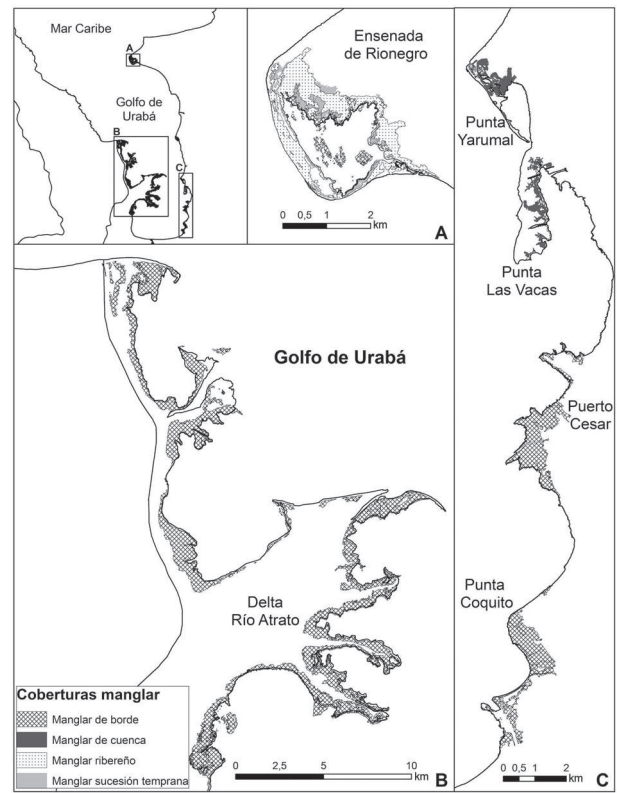 Mar Caribe
A
Golfo de
Urabá
B
C
Ensenada
de Rionegro
0 0,5 1 2
km
A
Punta
Yarumal
Punta
Las Vacas
Puerto
Cesar
Punta
Coquito
0 0,5 1 2
km
C
Golfo de Urabá
Delta
Río Atrato
Coberturas manglar
Manglar de borde
Manglar de cuenca
Manglar ribereño
Manglar sucesión temprana
0 2,5 5 10
km
B